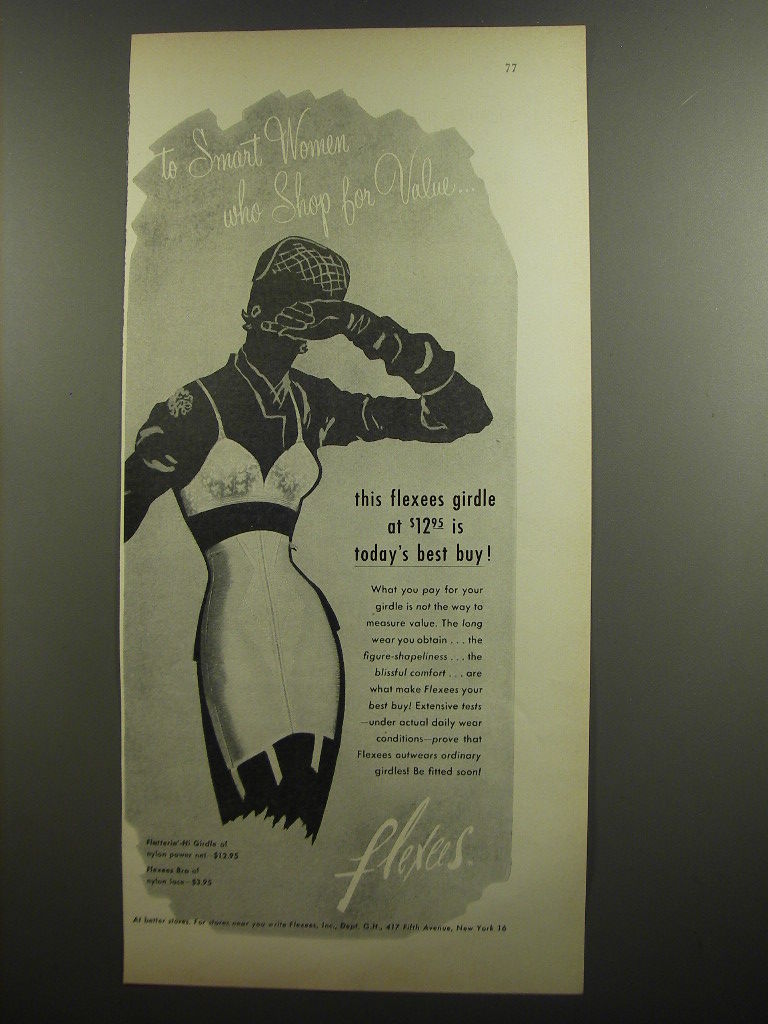 77
to Smart Women
who Shop for Value...
this flexees girdle
at $12 95 is
today's best buy!
What you pay for your
girdle is not the way to
measure value. The long
wear you obtain . . . the
figure-shapeliness . . . the
blissful comfort . . . are
what make Flexees your
best buy! Extensive tests
—under actual daily wear
conditions—prove that
Flexees outwears ordinary
girdles! Be fitted soon!
flexees
Flatterin'-Hi Girdle of
nylon power net—$12.95
Flexees Bra of
nylon lace—$3.95
At better stores. For stores near you write Flexees, Inc., Dept. G.H., 417 Fifth Avenue, New York 16